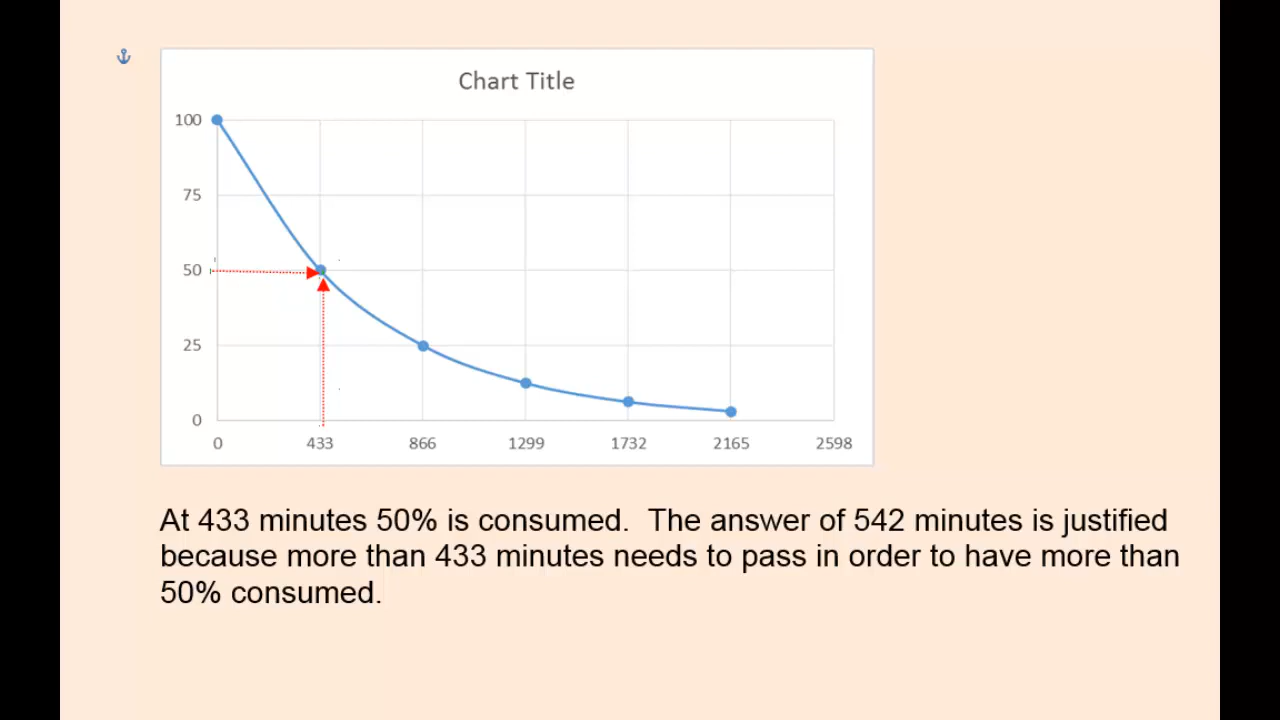 Chart Title
100
75
50
25
0
0 433 866 1299 1732 2165 2598
At 433 minutes 50% is consumed.  The answer of 542 minutes is justified
because more than 433 minutes needs to pass in order to have more than
50% consumed.